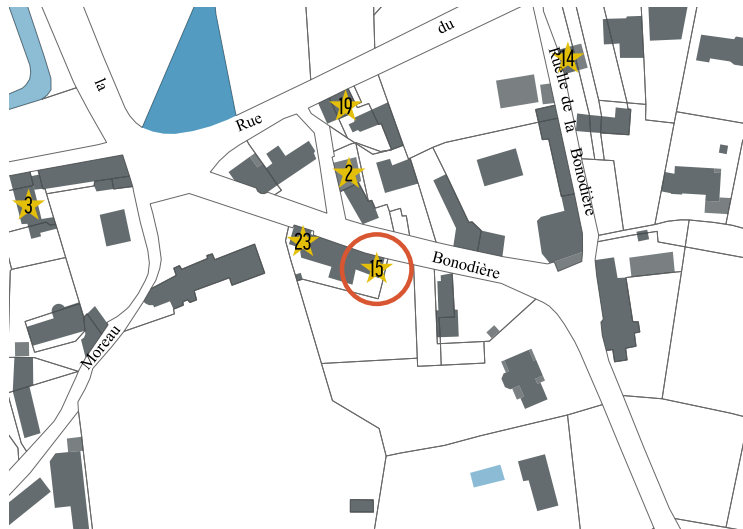 la
Rue
du
19
14
Ruelle de la Bonodière
2
3
23
15
Bonodière
Moreau